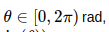 θ ∈ [0, 2π) rad,